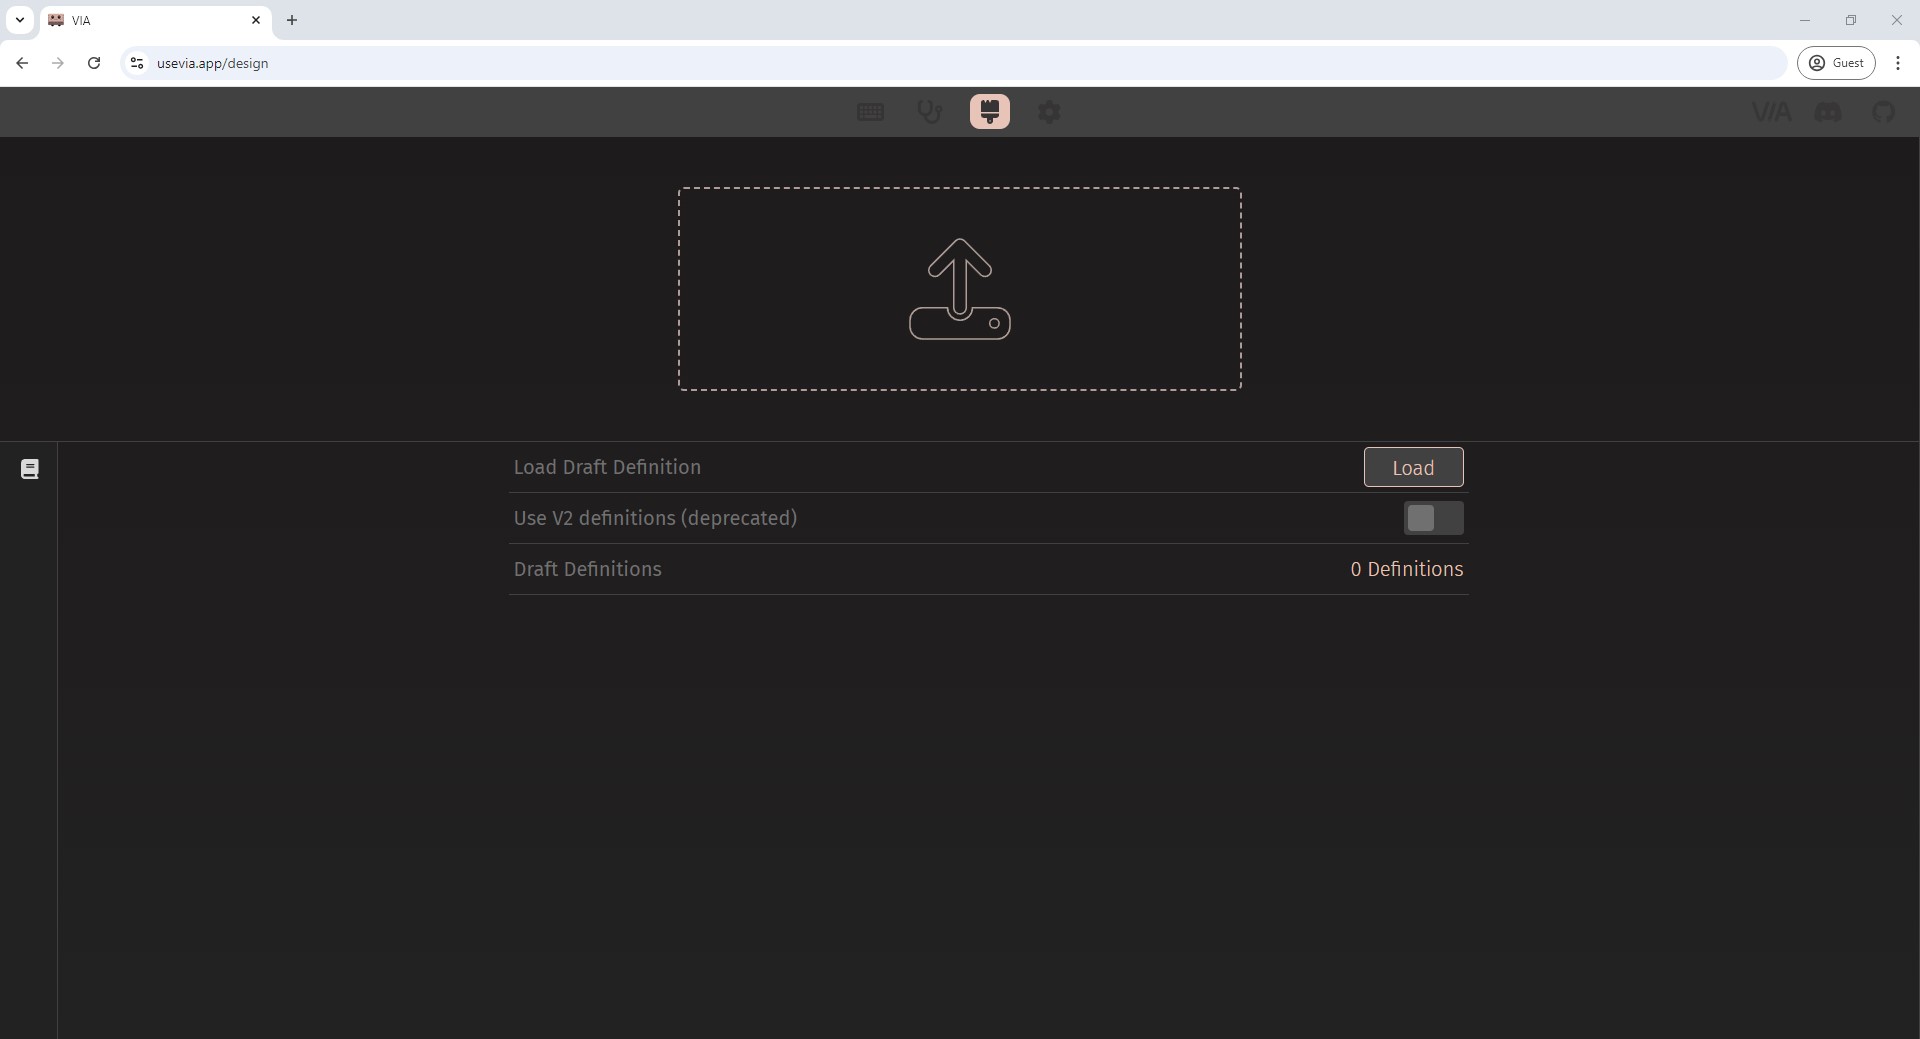 VIA
usevia.app/design
Guest
VIA
Load Draft Definition
Load
Use V2 definitions (deprecated)
Draft Definitions
0 Definitions